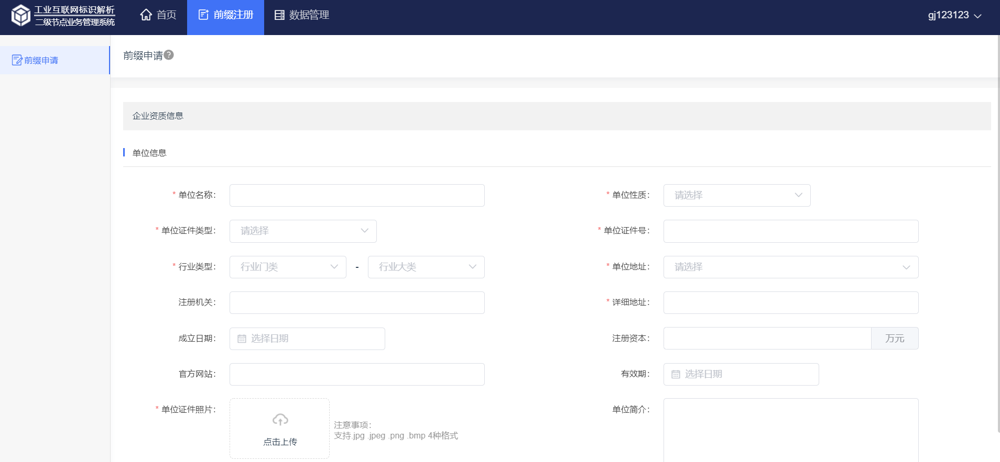 工业互联网标识解析
二级节点业务管理系统
首页
前缀注册
数据管理
gj123123
前缀申请
前缀申请?
企业资质信息
单位信息
* 单位名称：
* 单位性质： 请选择
* 单位证件类型： 请选择
* 单位证件号：
* 行业类型： 行业门类 - 行业大类
* 单位地址： 请选择
注册机关：
* 详细地址：
成立日期： 选择日期
注册资本： 万元
官方网站：
有效期： 选择日期
* 单位证件照片：
点击上传
注意事项：
支持.jpg .jpeg .png .bmp 4种格式
单位简介：